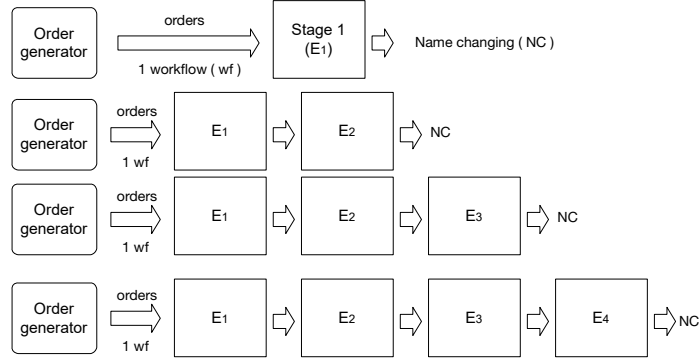 Order
generator
orders
1 workflow ( wf )
Stage 1
(E1)
Name changing ( NC )
Order
generator
orders
1 wf
E1
E2
NC
Order
generator
orders
1 wf
E1
E2
E3
NC
Order
generator
orders
1 wf
E1
E2
E3
E4
NC